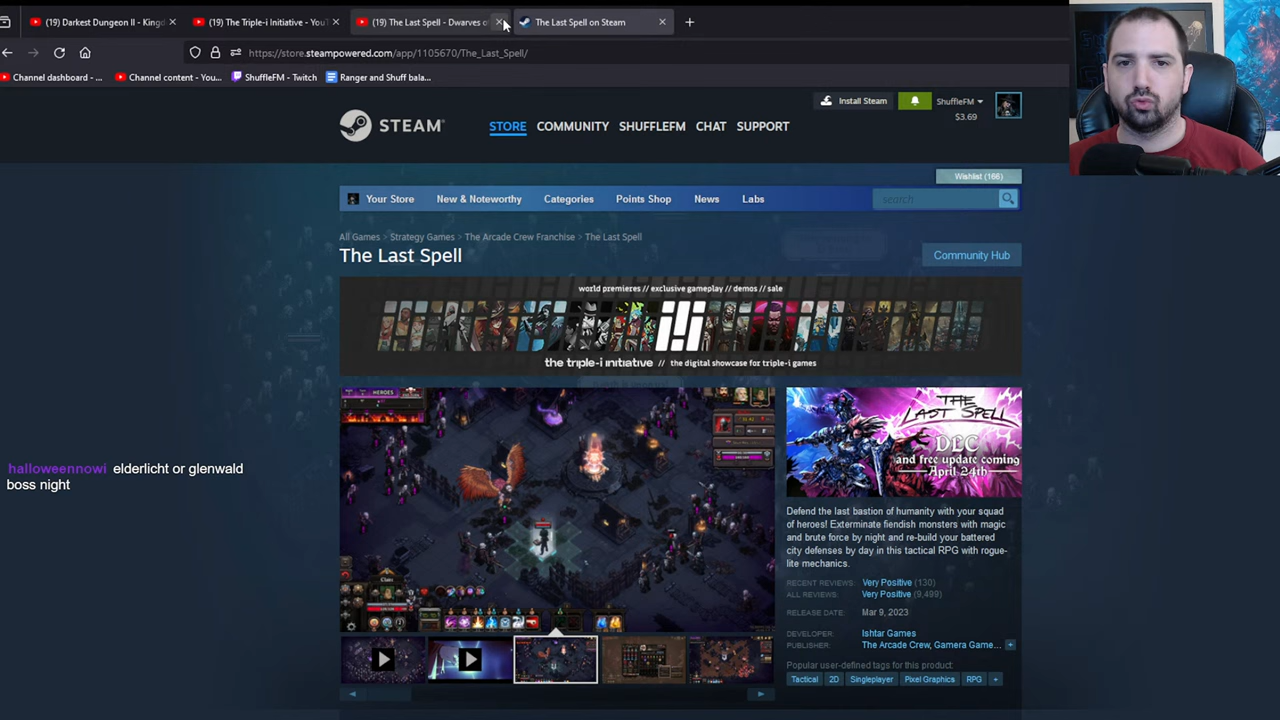 (19) Darkest Dungeon II - Kingd
(19) The Triple-i Initiative - YouT
(19) The Last Spell - Dwarves of
The Last Spell on Steam
https://store.steampowered.com/app/1105670/The_Last_Spell/
Channel dashboard - ...
Channel content - You...
ShuffleFM - Twitch
Ranger and Shuff bala...
Install Steam
ShuffleFM
$3.69
STEAM
STORE
COMMUNITY
SHUFFLEFM
CHAT
SUPPORT
Wishlist (166)
Your Store
New & Noteworthy
Categories
Points Shop
News
Labs
search
All Games > Strategy Games > The Arcade Crew Franchise > The Last Spell
The Last Spell
Community Hub
world premieres // exclusive gameplay // demos // sale
the triple-i initiative // the digital showcase for triple-i games
HEROES
THE
LAST SPELL
DLC
and free update coming
April 24th
halloweennowi elderlicht or glenwald
boss night
Defend the last bastion of humanity with your squad
of heroes! Exterminate fiendish monsters with magic
and brute force by night and re-build your battered
city defenses by day in this tactical RPG with rogue-
lite mechanics.
RECENT REVIEWS: Very Positive (130)
ALL REVIEWS: Very Positive (9,499)
RELEASE DATE: Mar 9, 2023
DEVELOPER: Ishtar Games
PUBLISHER: The Arcade Crew, Gamera Game... +
Popular user-defined tags for this product:
Tactical
2D
Singleplayer
Pixel Graphics
RPG
+